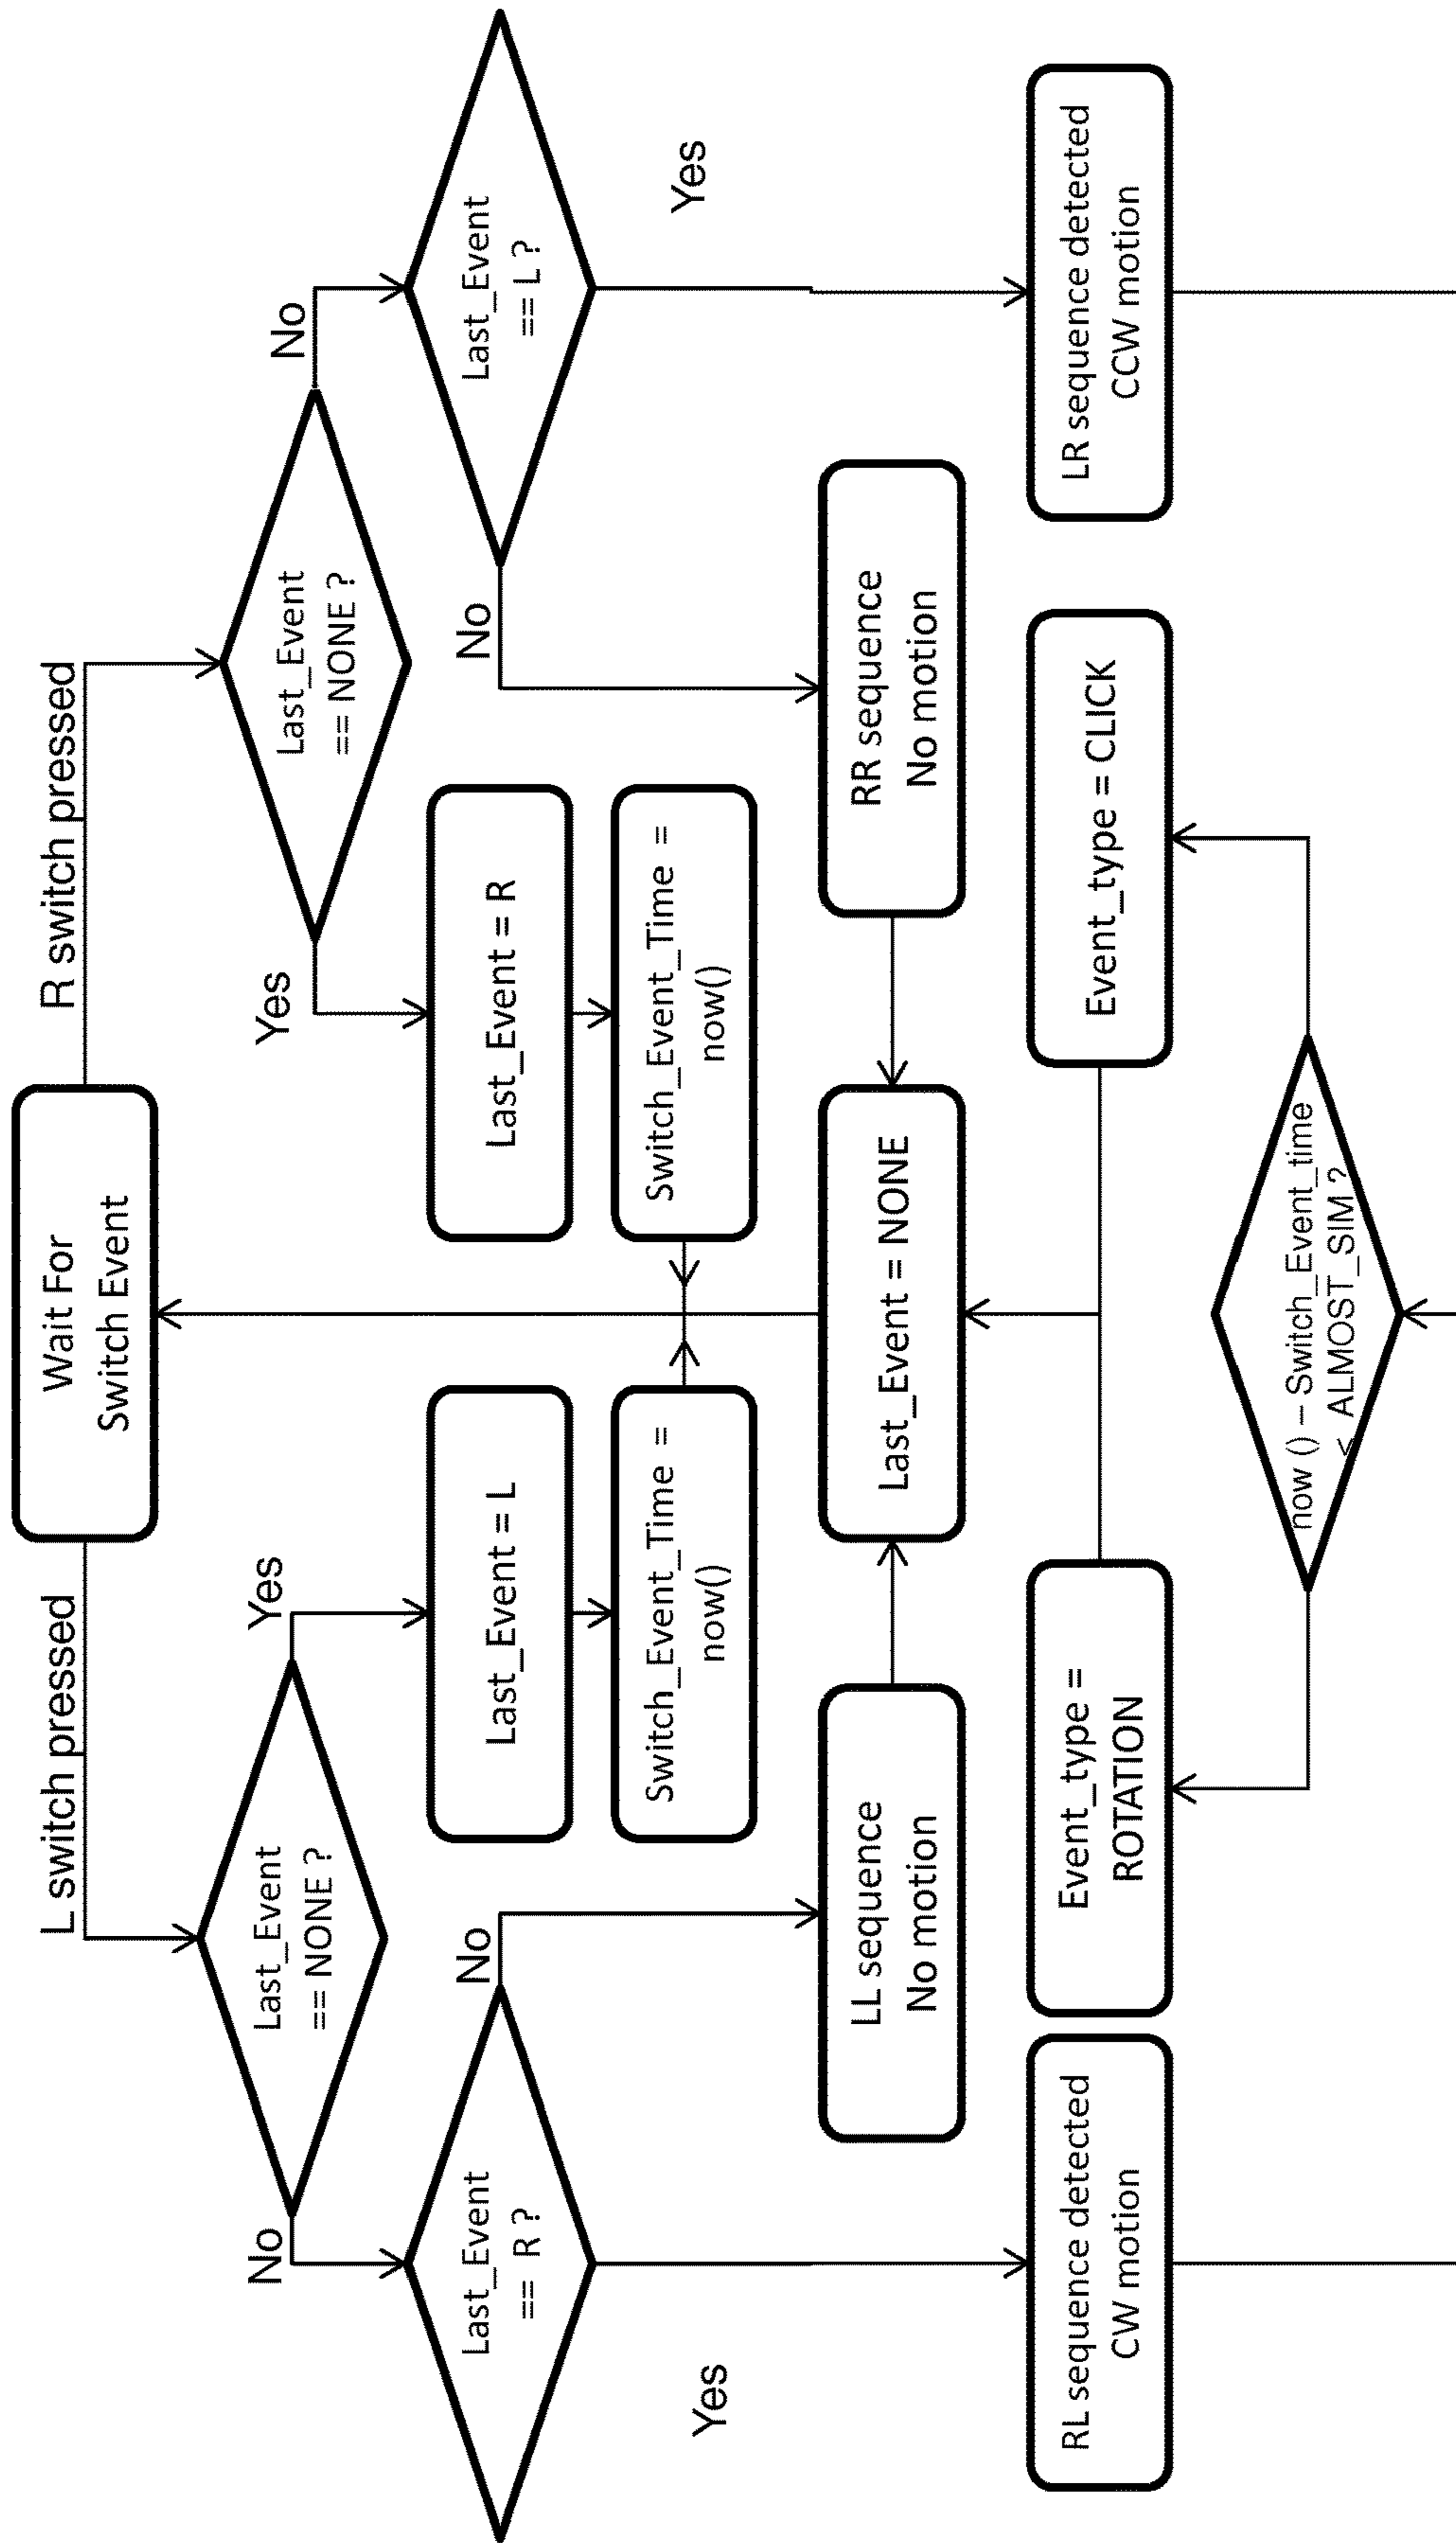 Wait For
Switch Event
L switch pressed
R switch pressed
Last_Event
== NONE ?
Last_Event
== NONE ?
No
Yes
Yes
No
Last_Event
== R ?
No
Last_Event = L
Last_Event = R
No
Last_Event
== L ?
Switch_Event_Time =
now()
Switch_Event_Time =
now()
Yes
Yes
LL sequence
No motion
Last_Event = NONE
RR sequence
No motion
RL sequence detected
CW motion
Event_type =
ROTATION
Event_type = CLICK
LR sequence detected
CCW motion
now () – Switch_Event_time
< ALMOST_SIM ?